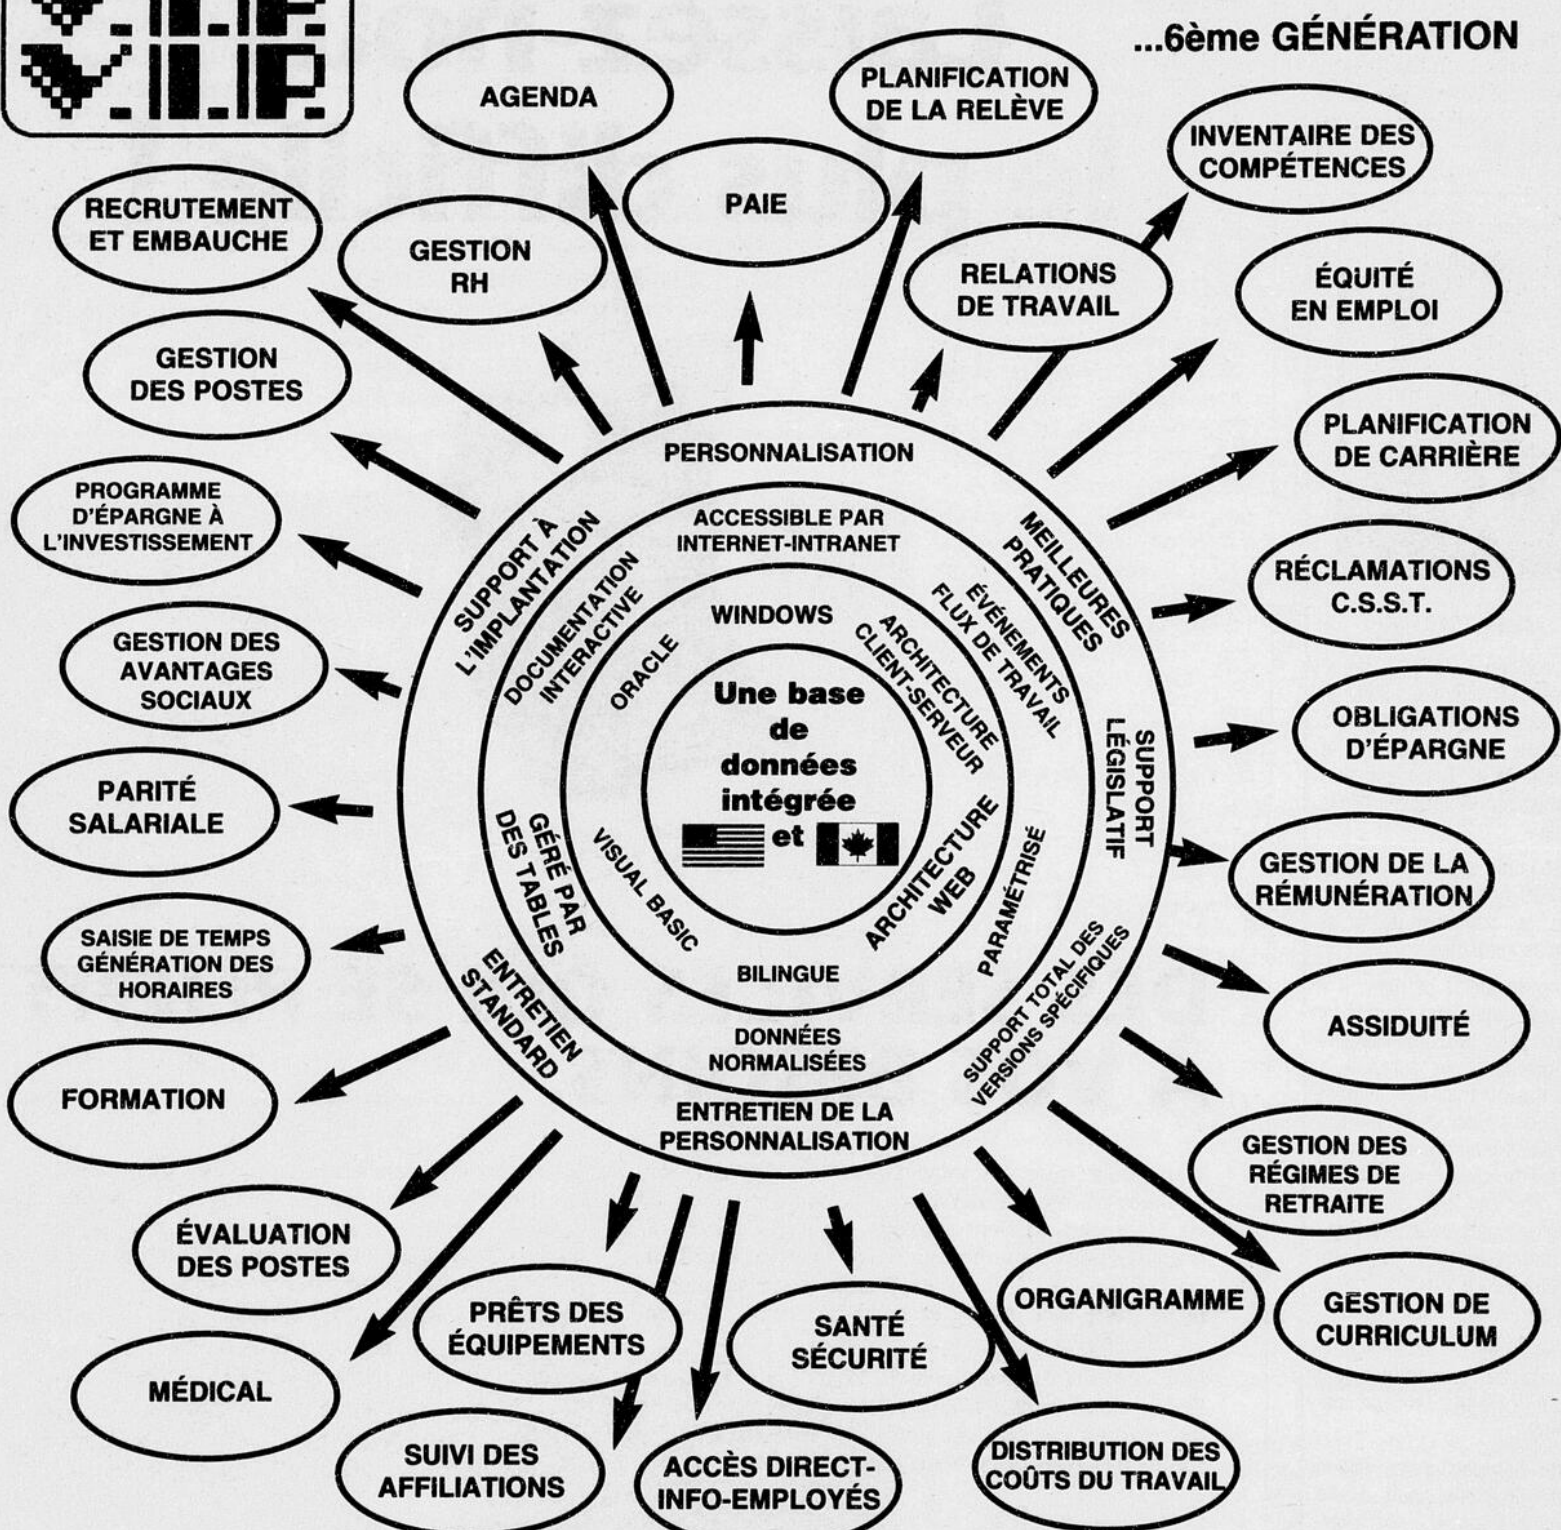 V.I.P.
V.I.P.
...6ème GÉNÉRATION
AGENDA
PLANIFICATION
DE LA RELÈVE
INVENTAIRE DES
COMPÉTENCES
PAIE
RECRUTEMENT
ET EMBAUCHE
GESTION
RH
RELATIONS
DE TRAVAIL
ÉQUITÉ
EN EMPLOI
GESTION
DES POSTES
PLANIFICATION
DE CARRIÈRE
PROGRAMME
D'ÉPARGNE À
L'INVESTISSEMENT
RÉCLAMATIONS
C.S.S.T.
GESTION DES
AVANTAGES
SOCIAUX
OBLIGATIONS
D'ÉPARGNE
PARITÉ
SALARIALE
GESTION DE LA
RÉMUNÉRATION
SAISIE DE TEMPS
GÉNÉRATION DES
HORAIRES
ASSIDUITÉ
FORMATION
GESTION DES
RÉGIMES DE
RETRAITE
ÉVALUATION
DES POSTES
PRÊTS DES
ÉQUIPEMENTS
SANTÉ
SÉCURITÉ
ORGANIGRAMME
GESTION DE
CURRICULUM
MÉDICAL
SUIVI DES
AFFILIATIONS
ACCÈS DIRECT-
INFO-EMPLOYÉS
DISTRIBUTION DES
COÛTS DU TRAVAIL
PERSONNALISATION
MEILLEURES
PRATIQUES
SUPPORT
LÉGISLATIF
SUPPORT TOTAL DES
VERSIONS SPÉCIFIQUES
ENTRETIEN DE LA
PERSONNALISATION
ENTRETIEN
STANDARD
SUPPORT À
L'IMPLANTATION
ACCESSIBLE PAR
INTERNET-INTRANET
ÉVÉNEMENTS
FLUX DE TRAVAIL
PARAMÉTRISÉ
DONNÉES
NORMALISÉES
GÉRÉ PAR
DES TABLES
DOCUMENTATION
INTERACTIVE
WINDOWS
ARCHITECTURE
CLIENT-SERVEUR
ARCHITECTURE
WEB
BILINGUE
VISUAL BASIC
ORACLE
Une base
de
données
intégrée
et